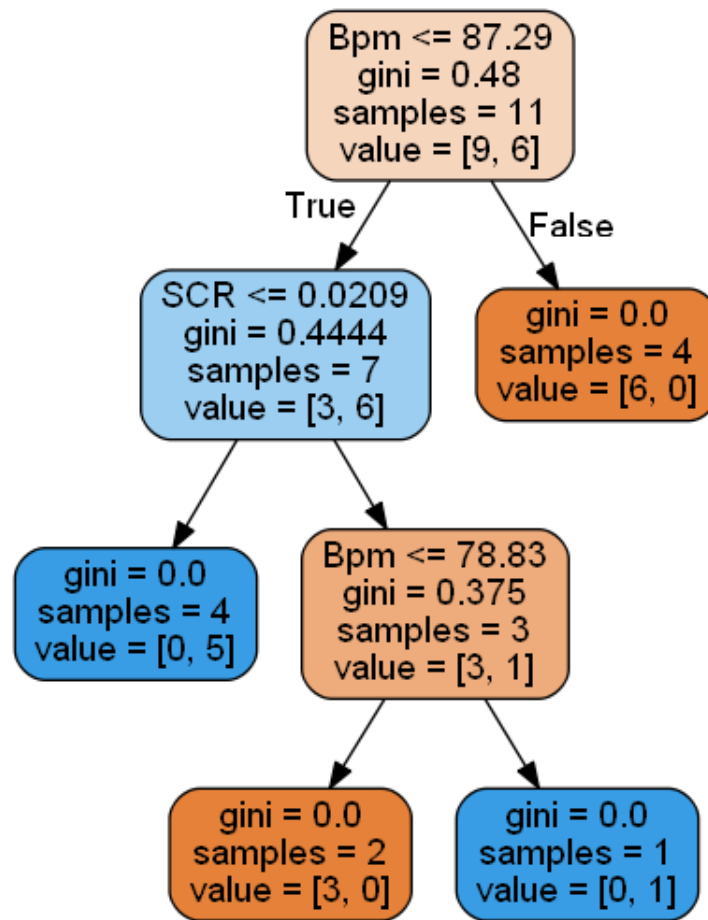 Bpm <= 87.29
gini = 0.48
samples = 11
value = [9, 6]
True
False
SCR <= 0.0209
gini = 0.4444
samples = 7
value = [3, 6]
gini = 0.0
samples = 4
value = [6, 0]
gini = 0.0
samples = 4
value = [0, 5]
Bpm <= 78.83
gini = 0.375
samples = 3
value = [3, 1]
gini = 0.0
samples = 2
value = [3, 0]
gini = 0.0
samples = 1
value = [0, 1]